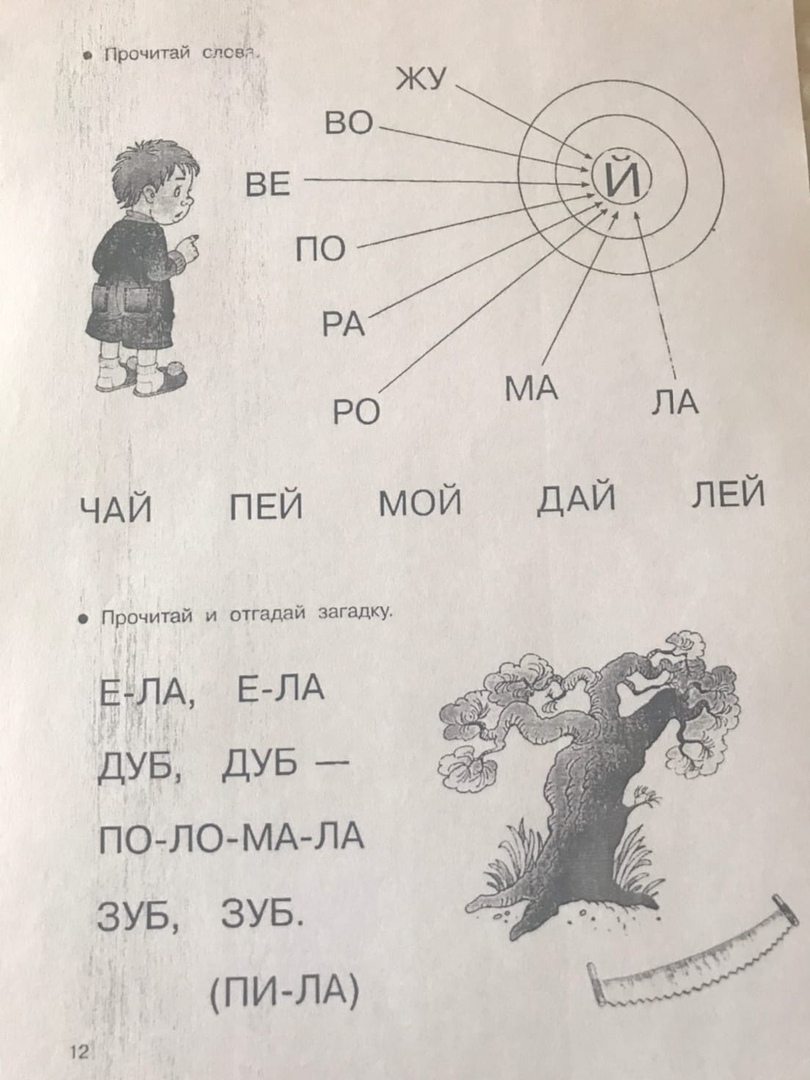 • Прочитай слова.
ЖУ
ВО
ВЕ
Й
ПО
РА
РО
МА
ЛА
ЧАЙ ПЕЙ МОЙ ДАЙ ЛЕЙ
• Прочитай и отгадай загадку.
Е-ЛА, Е-ЛА
ДУБ, ДУБ —
ПО-ЛО-МА-ЛА
ЗУБ, ЗУБ.
(ПИ-ЛА)
12